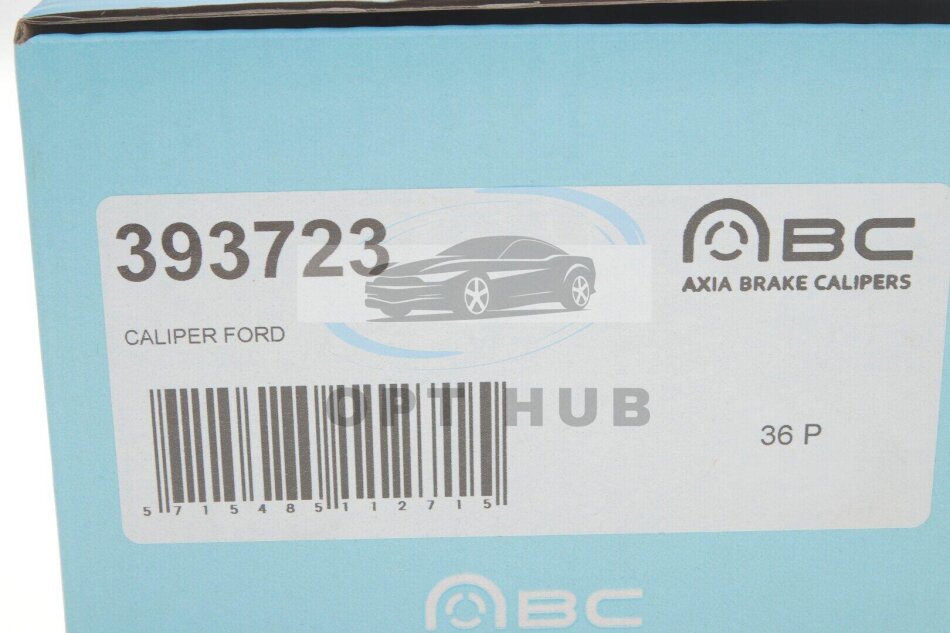 393723
ABC
AXIA BRAKE CALIPERS
CALIPER FORD
OPT HUB
36 P
5 715485 112715
ABC